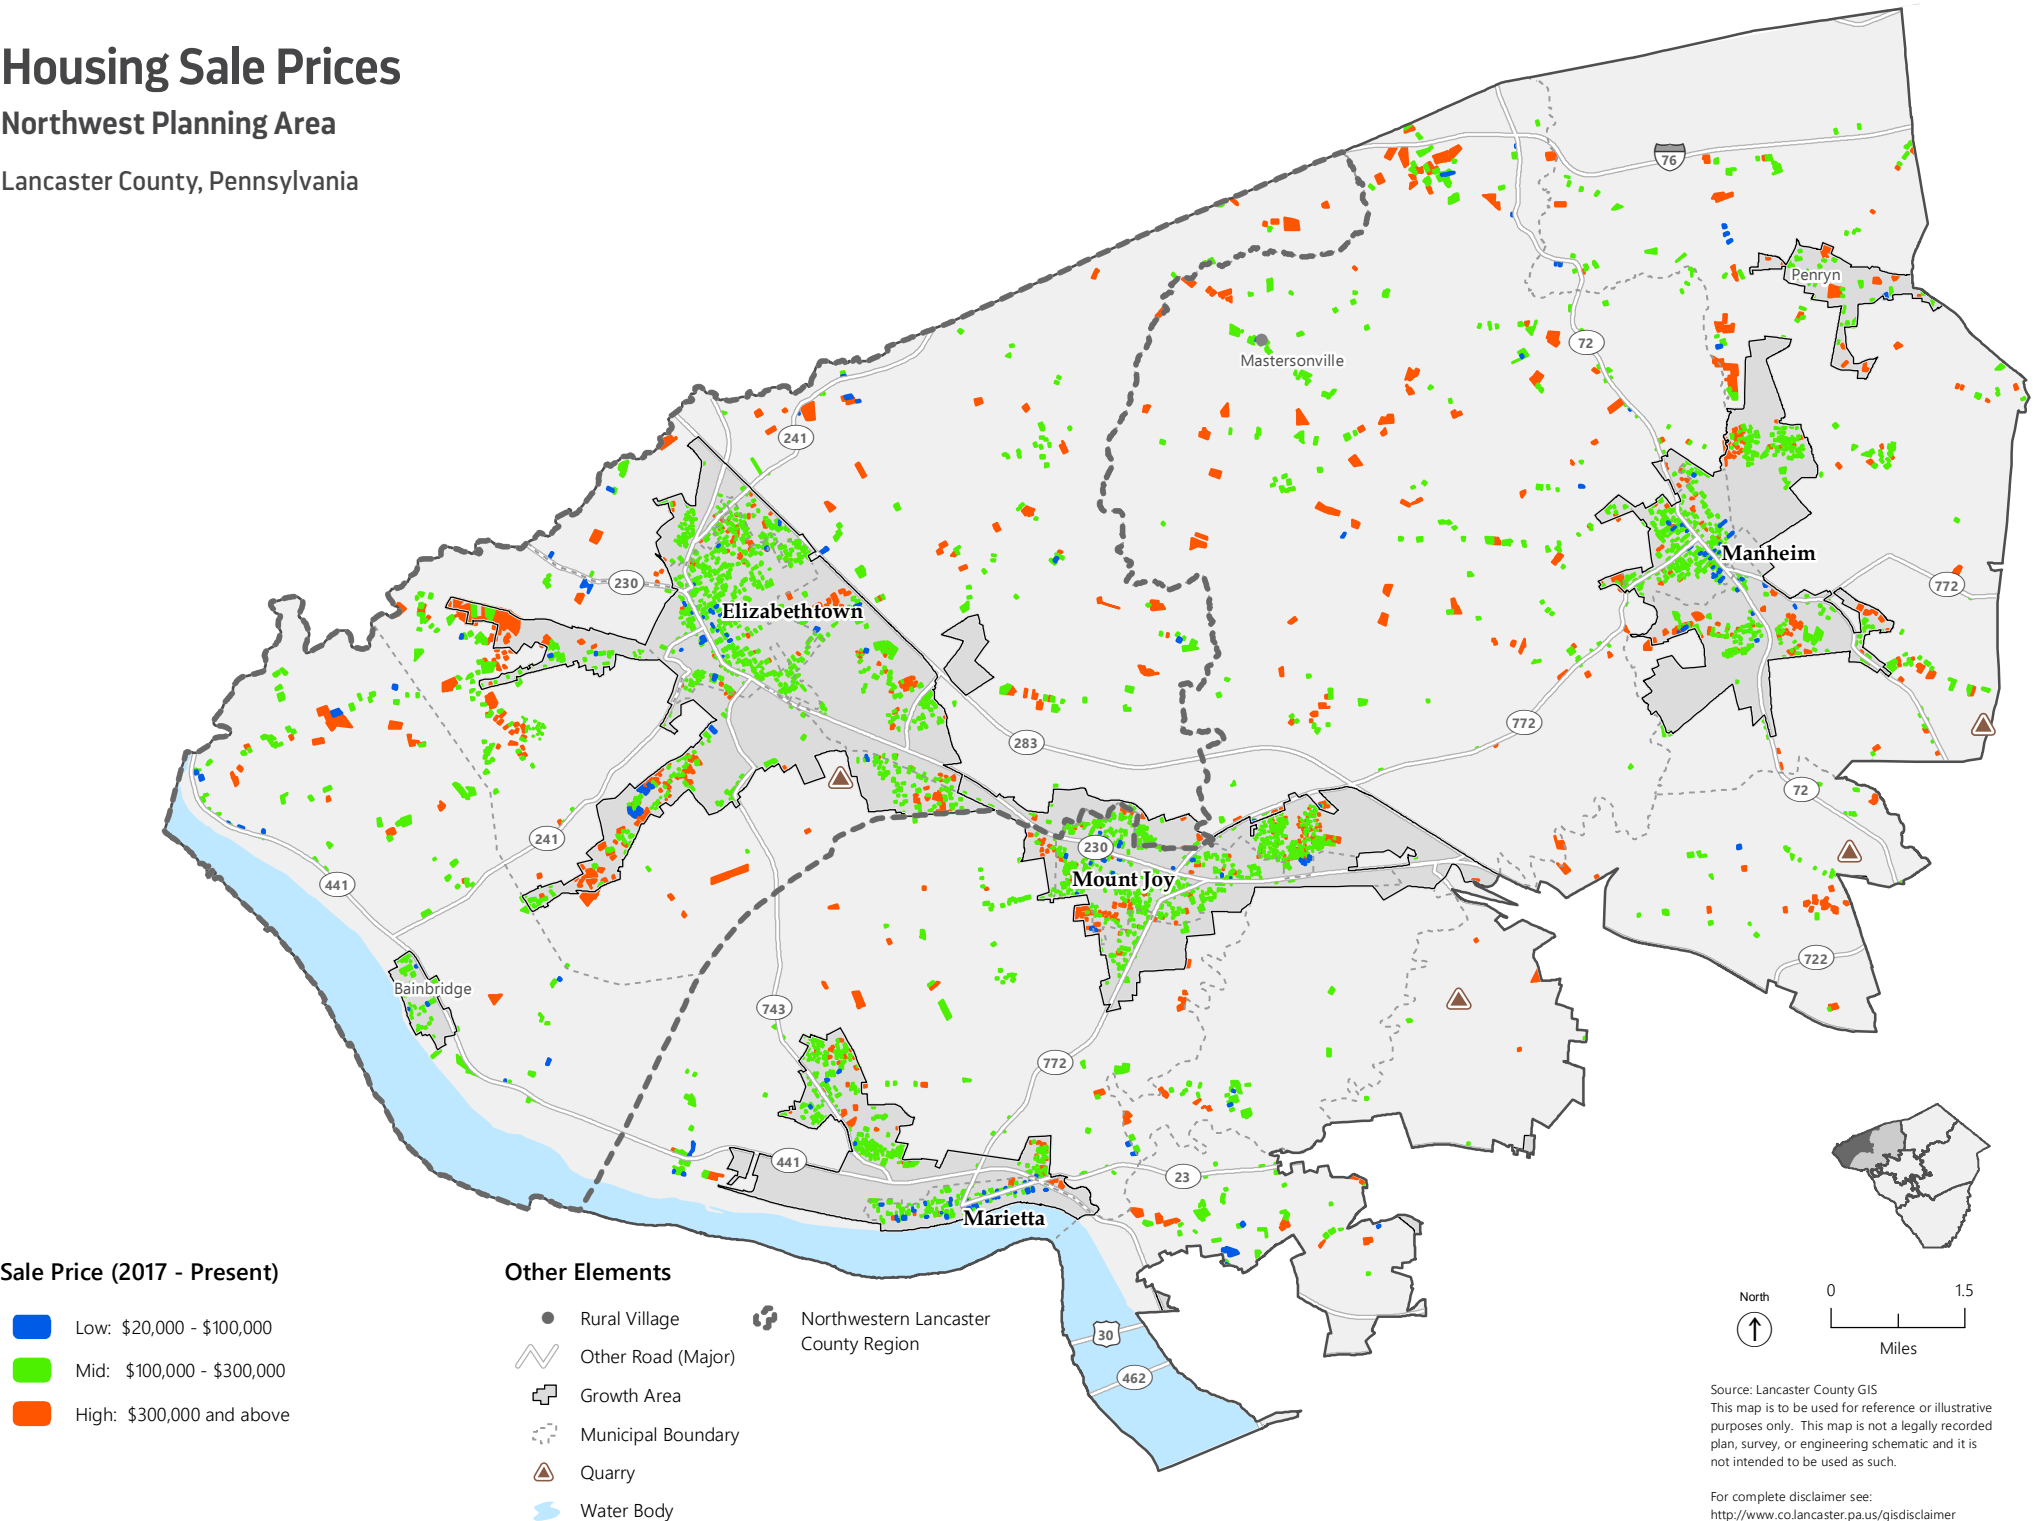 Housing Sale Prices
Northwest Planning Area
Lancaster County, Pennsylvania
76
Penryn
72
Mastersonville
241
Manheim
230
772
Elizabethtown
772
283
72
241
230
441
Mount Joy
722
Bainbridge
743
772
441
23
Marietta
30
462
Sale Price (2017 - Present)
Low: $20,000 - $100,000
Mid: $100,000 - $300,000
High: $300,000 and above
Other Elements
Rural Village
Other Road (Major)
Growth Area
Municipal Boundary
Quarry
Water Body
Northwestern Lancaster
County Region
North
0 1.5
Miles
Source: Lancaster County GIS
This map is to be used for reference or illustrative
purposes only. This map is not a legally recorded
plan, survey, or engineering schematic and it is
not intended to be used as such.
For complete disclaimer see:
http://www.co.lancaster.pa.us/gisdisclaimer